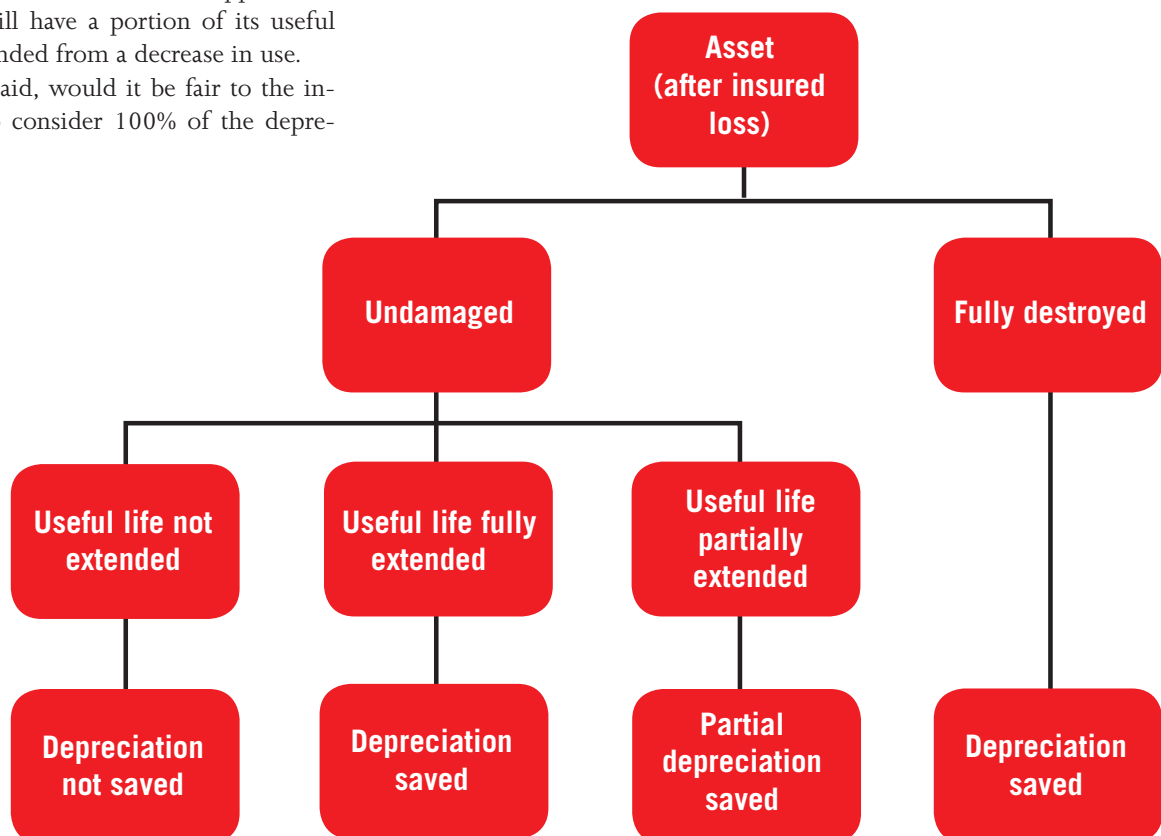 ill have a portion of its useful
nded from a decrease in use.
aid, would it be fair to the in-
consider 100% of the depre-
Asset
(after insured
loss)
Undamaged
Fully destroyed
Useful life not
extended
Useful life fully
extended
Useful life
partially
extended
Depreciation
not saved
Depreciation
saved
Partial
depreciation
saved
Depreciation
saved